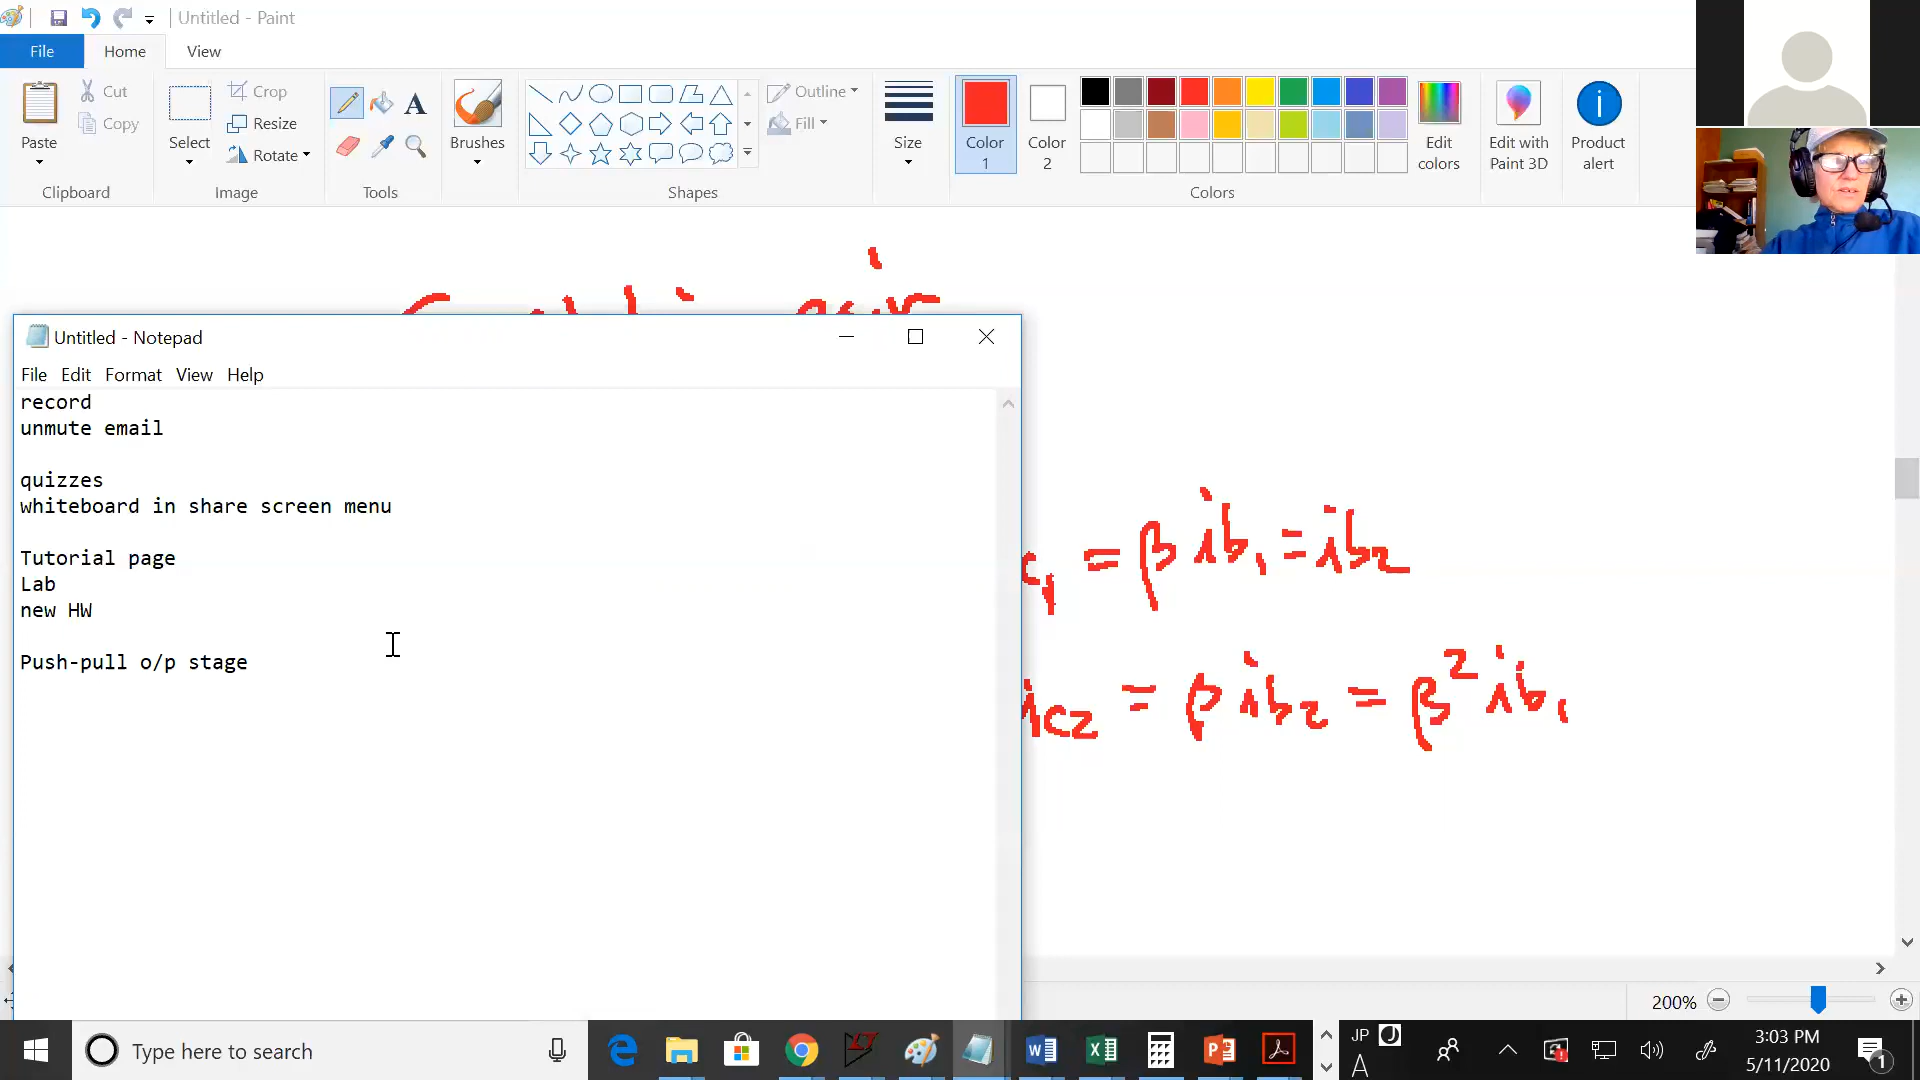 Untitled - Paint
File
Home
View
Paste
Cut
Copy
Clipboard
Select
Crop
Resize
Rotate
Image
Tools
Brushes
Shapes
Outline
Fill
Size
Color 1
Color 2
Edit colors
Edit with Paint 3D
Product alert
Colors
Untitled - Notepad
File Edit Format View Help
record
unmute email
quizzes
whiteboard in share screen menu
Tutorial page
Lab
new HW
Push-pull o/p stage
c₁ = β ib₁ = ib₂
ic₂ = β ib₂ = β² ib₁
200%
Type here to search
JP
A
3:03 PM
5/11/2020
1